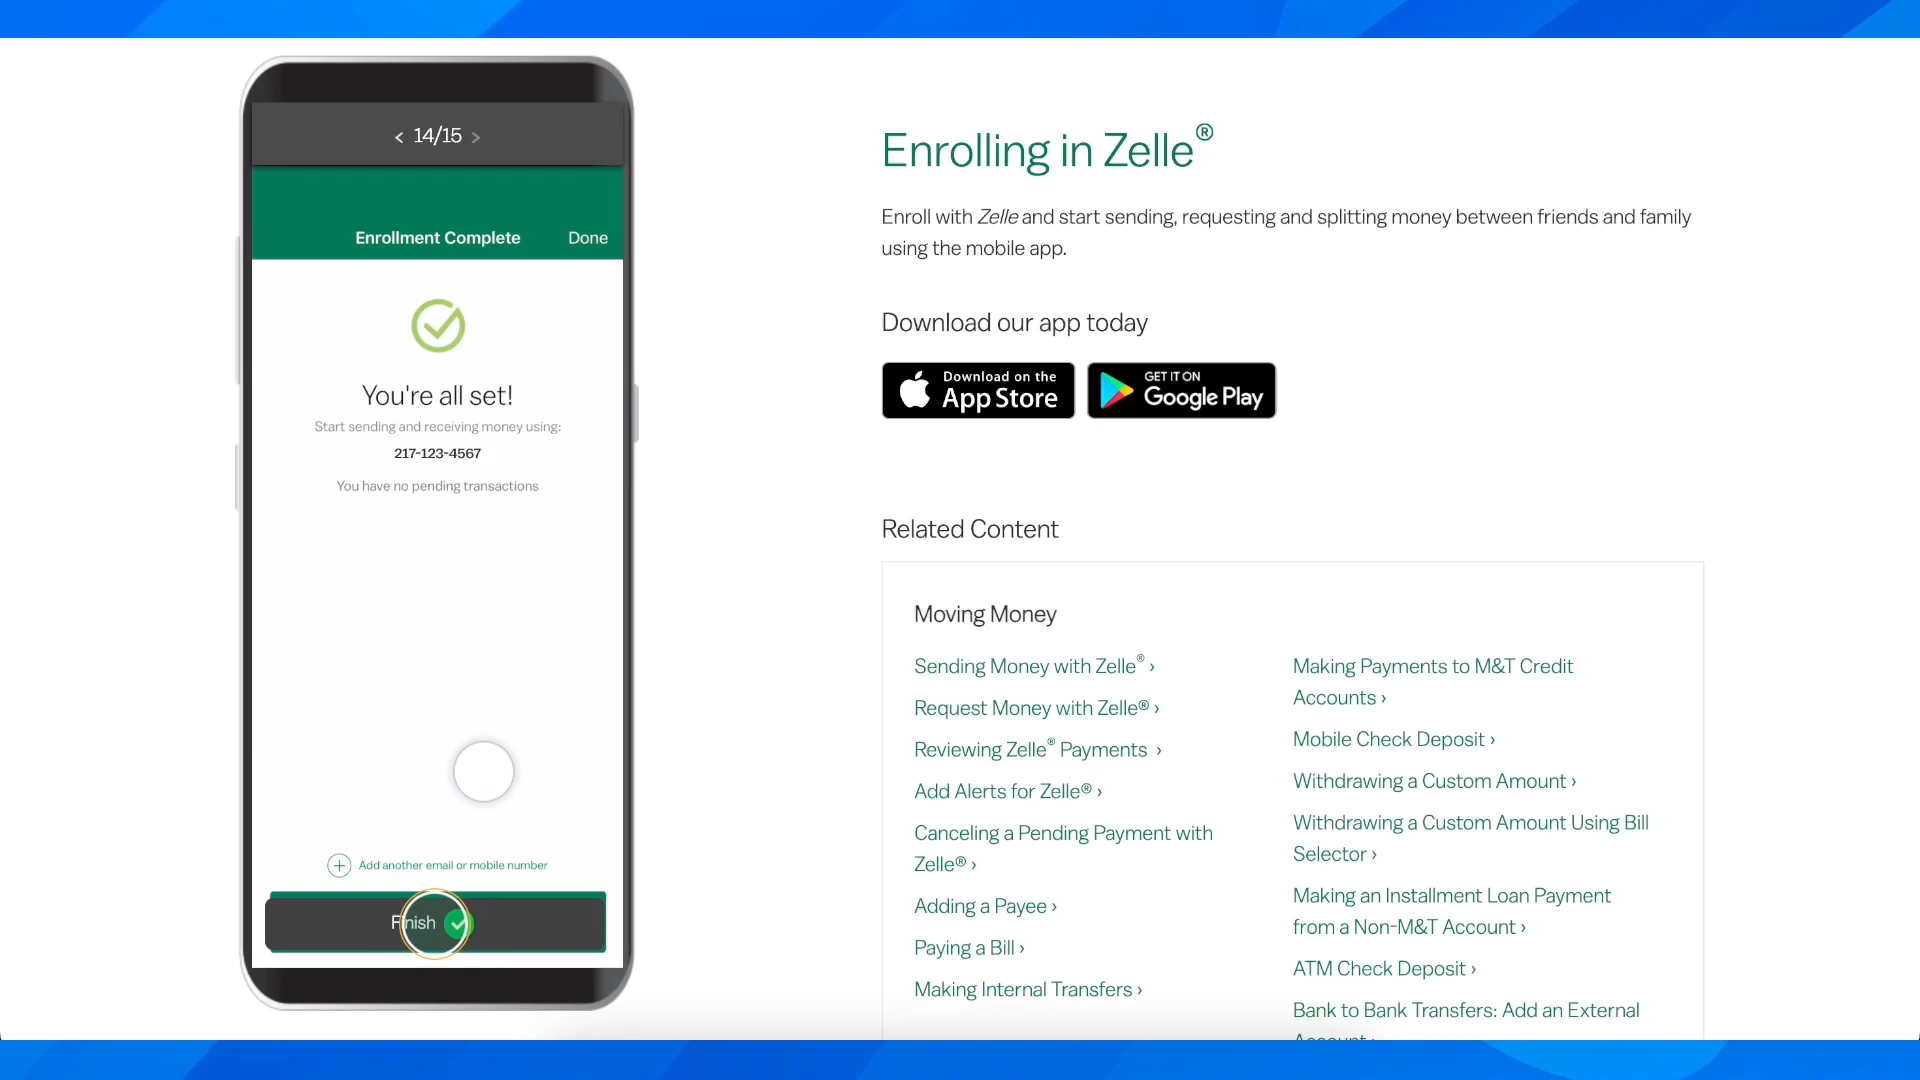 < 14/15 >
Enrollment Complete Done
You're all set!
Start sending and receiving money using:
217-123-4567
You have no pending transactions
Add another email or mobile number
Finish
Enrolling in Zelle®
Enroll with Zelle and start sending, requesting and splitting money between friends and family
using the mobile app.
Download our app today
Download on the
App Store
GET IT ON
Google Play
Related Content
Moving Money
Sending Money with Zelle® ›
Request Money with Zelle® ›
Reviewing Zelle® Payments ›
Add Alerts for Zelle® ›
Canceling a Pending Payment with
Zelle® ›
Adding a Payee ›
Paying a Bill ›
Making Internal Transfers ›
Making Payments to M&T Credit
Accounts ›
Mobile Check Deposit ›
Withdrawing a Custom Amount ›
Withdrawing a Custom Amount Using Bill
Selector ›
Making an Installment Loan Payment
from a Non-M&T Account ›
ATM Check Deposit ›
Bank to Bank Transfers: Add an External
Account ›